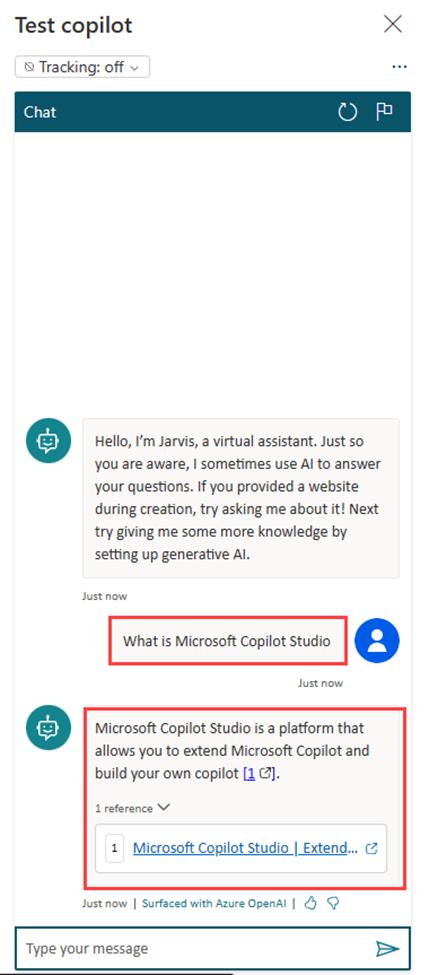 Test copilot
Tracking: off
Chat
Hello, I'm Jarvis, a virtual assistant. Just so
you are aware, I sometimes use AI to answer
your questions. If you provided a website
during creation, try asking me about it! Next
try giving me some more knowledge by
setting up generative AI.
Just now
What is Microsoft Copilot Studio
Just now
Microsoft Copilot Studio is a platform that
allows you to extend Microsoft Copilot and
build your own copilot [1].
1 reference
1 Microsoft Copilot Studio | Extend...
Just now | Surfaced with Azure OpenAI |
Type your message